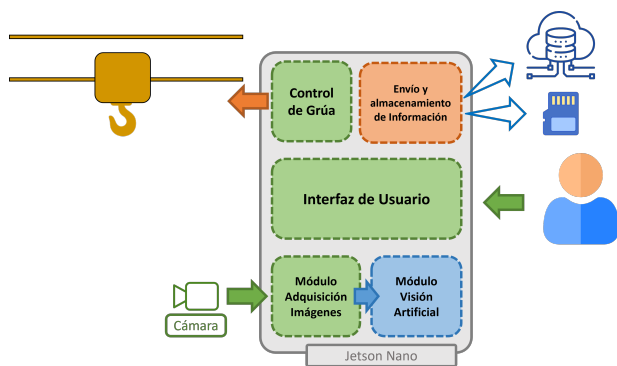 Control
de Grúa
Envío y
almacenamiento
de Información
Interfaz de Usuario
Módulo
Adquisición
Imágenes
Módulo
Visión
Artificial
Cámara
Jetson Nano